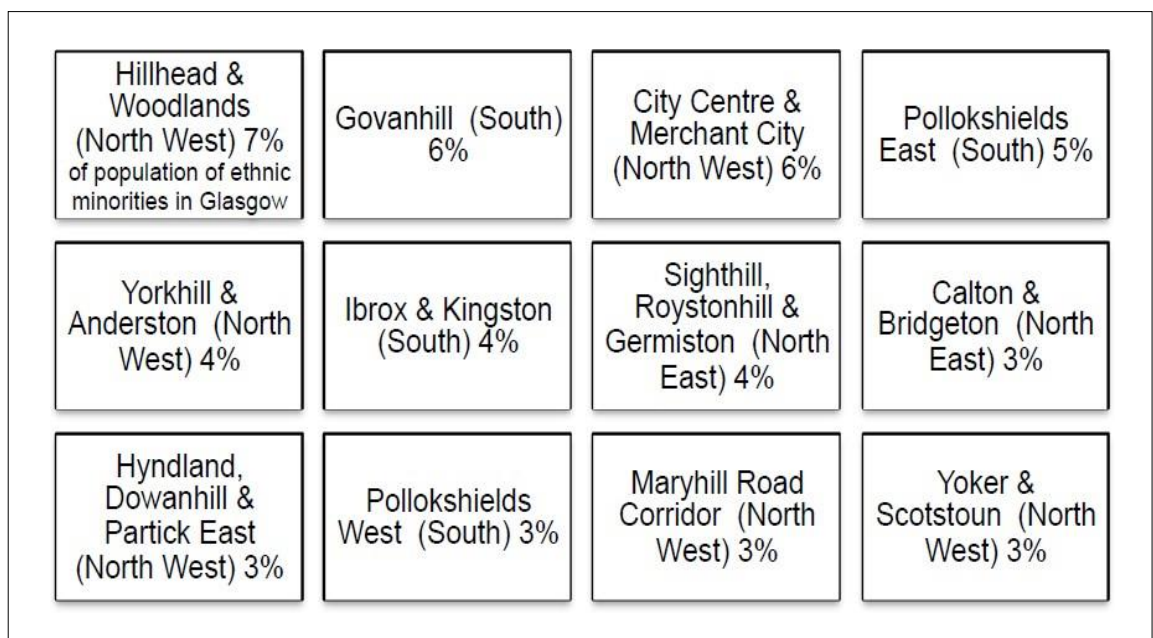 Hillhead &
Woodlands
(North West) 7%
of population of ethnic
minorities in Glasgow
Govanhill (South)
6%
City Centre &
Merchant City
(North West) 6%
Pollokshields
East (South) 5%
Yorkhill &
Anderston (North
West) 4%
Ibrox & Kingston
(South) 4%
Sighthill,
Roystonhill &
Germiston (North
East) 4%
Calton &
Bridgeton (North
East) 3%
Hyndland,
Dowanhill &
Partick East
(North West) 3%
Pollokshields
West (South) 3%
Maryhill Road
Corridor (North
West) 3%
Yoker &
Scotstoun (North
West) 3%